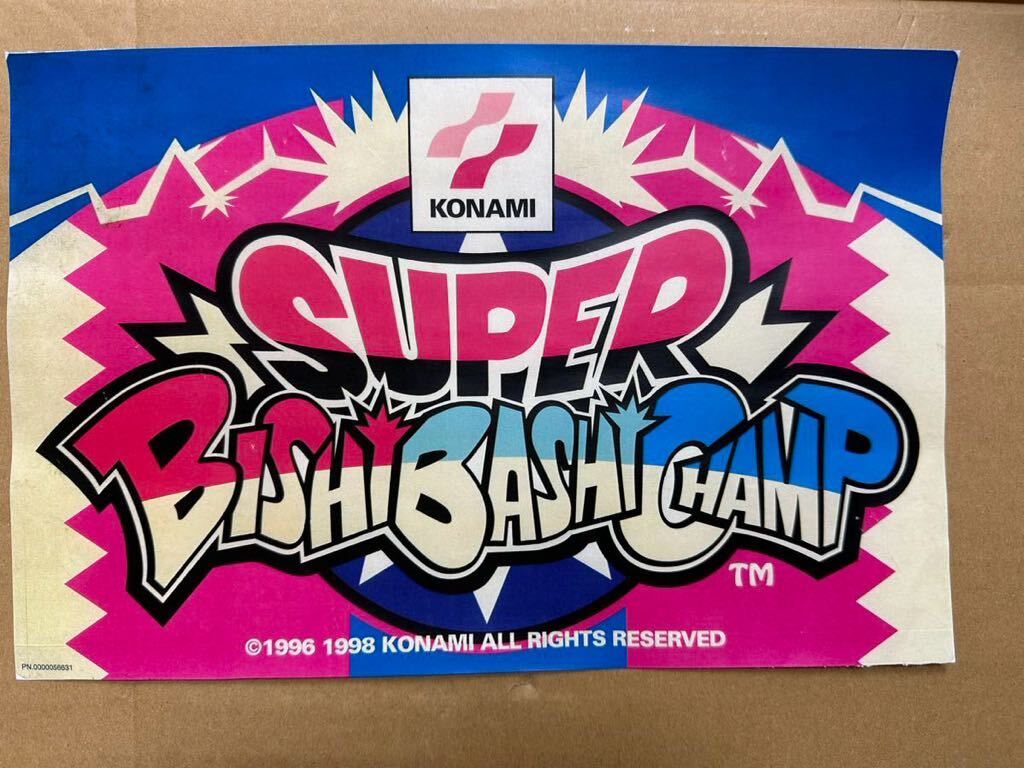 KONAMI
SUPER
BISHI BASHI CHAMP
TM
©1996 1998 KONAMI ALL RIGHTS RESERVED
PN.0000056631